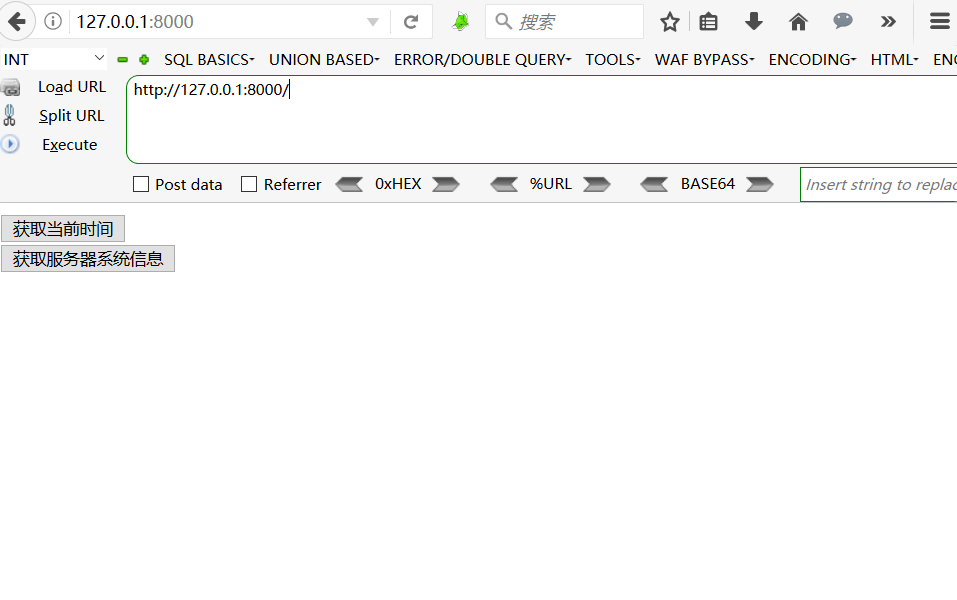 127.0.0.1:8000 搜索
INT SQL BASICS UNION BASED ERROR/DOUBLE QUERY TOOLS WAF BYPASS ENCODING HTML ENC
Load URL http://127.0.0.1:8000/
Split URL
Execute
Post data Referrer 0xHEX %URL BASE64 Insert string to replac
获取当前时间
获取服务器系统信息